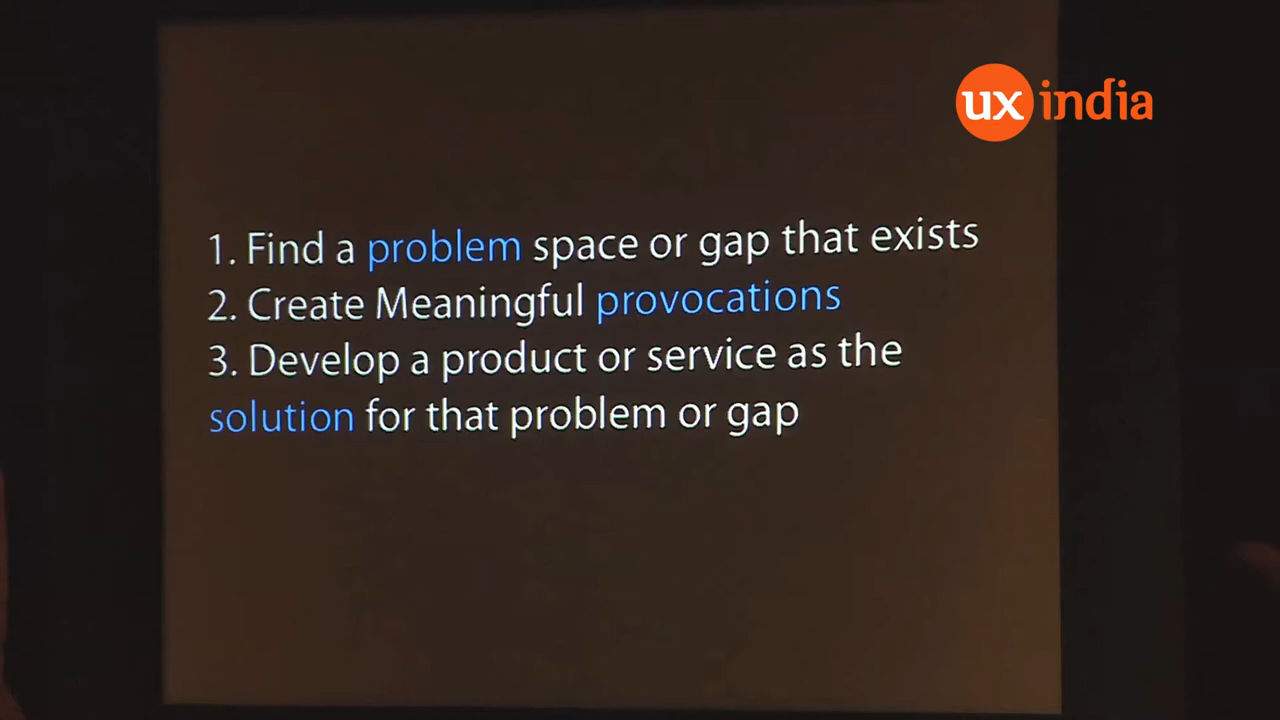 ux india
1. Find a problem space or gap that exists
2. Create Meaningful provocations
3. Develop a product or service as the
solution for that problem or gap